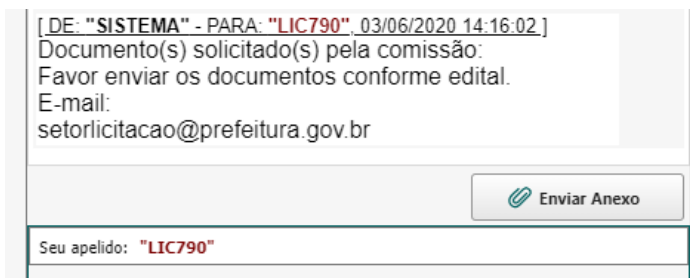 [ DE: "SISTEMA" - PARA: "LIC790", 03/06/2020 14:16:02 ]
Documento(s) solicitado(s) pela comissão:
Favor enviar os documentos conforme edital.
E-mail:
setorlicitacao@prefeitura.gov.br
Enviar Anexo
Seu apelido: "LIC790"